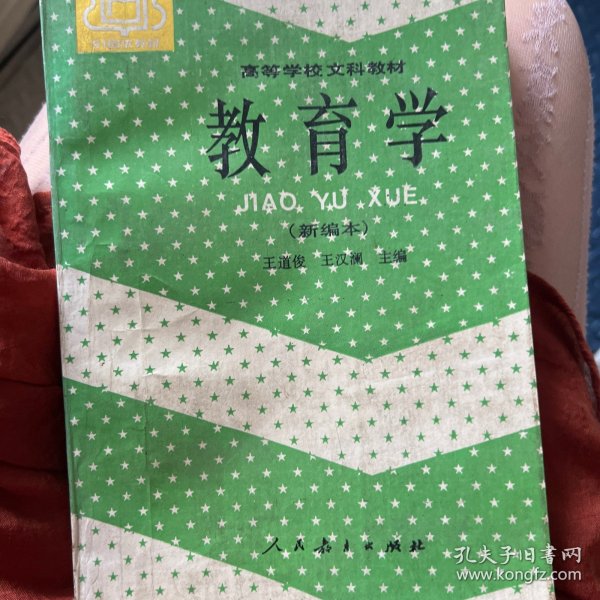 高等学校文科教材
教育学
JIAO YU XUE
(新编本)
王道俊 王汉澜 主编
人民教育出版社
孔夫子旧书网
www.kongfz.com